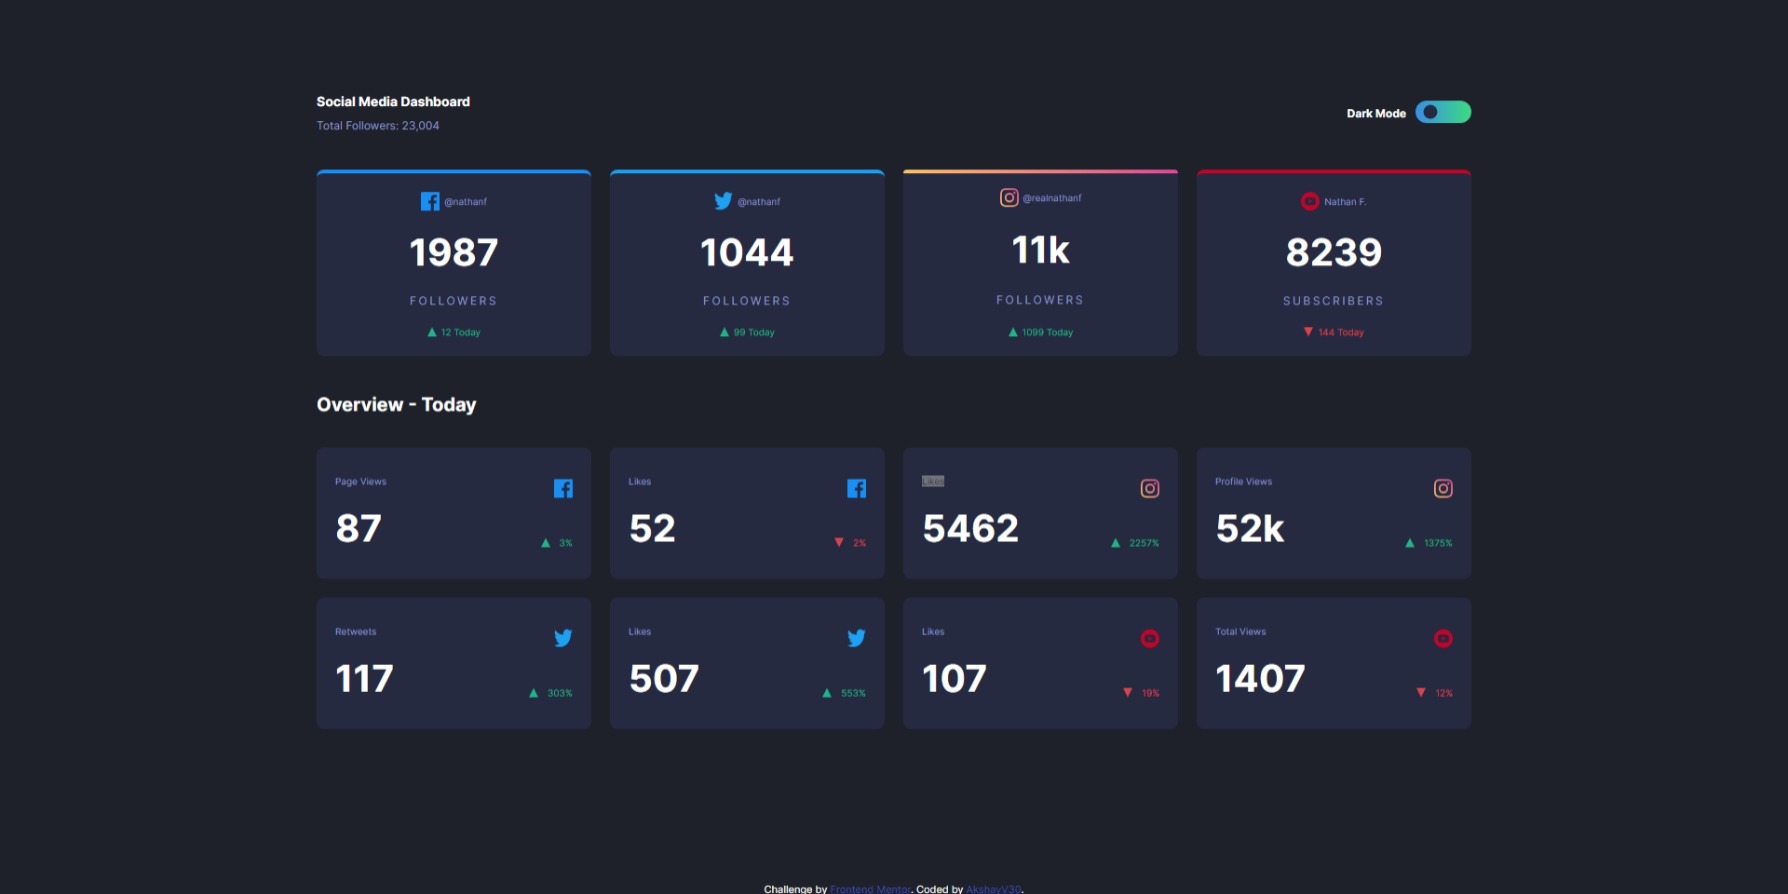 Social Media Dashboard
Total Followers: 23,004
Dark Mode
@nathanf
1987
FOLLOWERS
12 Today
@nathanf
1044
FOLLOWERS
99 Today
@realnathanf
11k
FOLLOWERS
1099 Today
Nathan F.
8239
SUBSCRIBERS
144 Today
Overview - Today
Page Views
87
3%
Likes
52
2%
Likes
5462
2257%
Profile Views
52k
1375%
Retweets
117
303%
Likes
507
553%
Likes
107
19%
Total Views
1407
12%
Challenge by Frontend Mentor. Coded by AkshayV30.